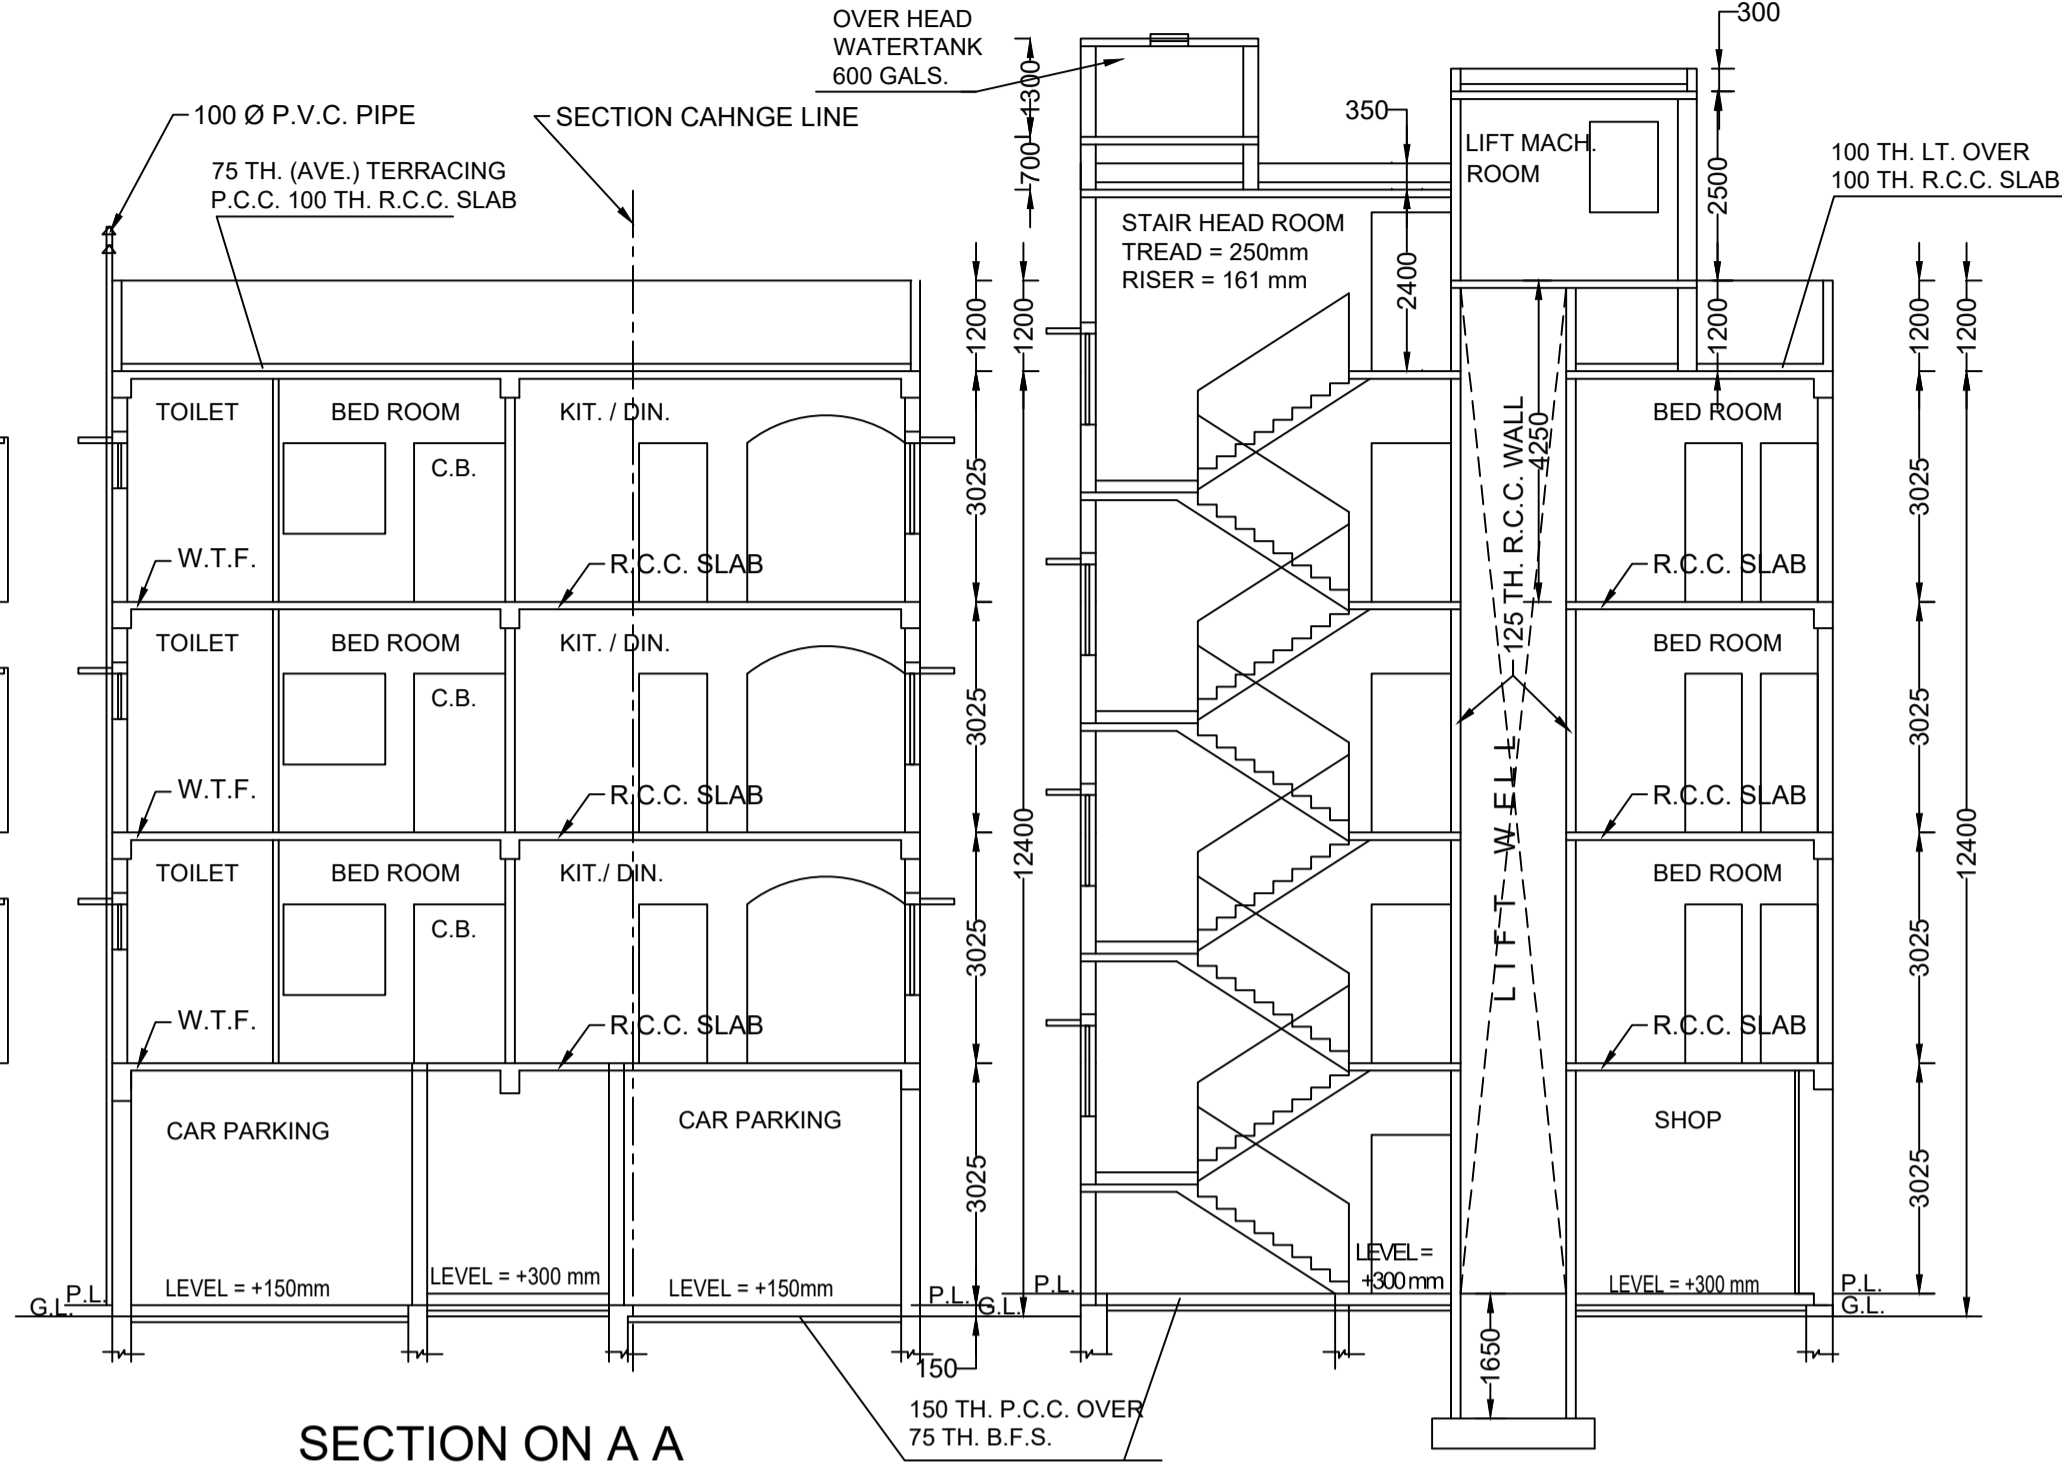 OVER HEAD
WATERTANK
600 GALS.
300
100 Ø P.V.C. PIPE
SECTION CAHNGE LINE
1300
350
700
LIFT MACH.
ROOM
2500
100 TH. LT. OVER
100 TH. R.C.C. SLAB
75 TH. (AVE.) TERRACING
P.C.C. 100 TH. R.C.C. SLAB
STAIR HEAD ROOM
TREAD = 250mm
RISER = 161 mm
2400
1200
1200
1200
1200
1200
TOILET
BED ROOM
KIT. / DIN.
BED ROOM
C.B.
3025
125 TH. R.C.C. WALL
4250
3025
W.T.F.
R.C.C. SLAB
R.C.C. SLAB
TOILET
BED ROOM
KIT. / DIN.
BED ROOM
C.B.
3025
3025
W.T.F.
R.C.C. SLAB
R.C.C. SLAB
LIFT WELL
12400
12400
TOILET
BED ROOM
KIT./ DIN.
BED ROOM
C.B.
3025
3025
W.T.F.
R.C.C. SLAB
R.C.C. SLAB
CAR PARKING
CAR PARKING
SHOP
3025
3025
LEVEL = +150mm
LEVEL = +300 mm
LEVEL = +150mm
LEVEL =
+300 mm
LEVEL = +300 mm
P.L.
G.L.
P.L.
G.L.
P.L.
P.L.
G.L.
150
1650
150 TH. P.C.C. OVER
75 TH. B.F.S.
SECTION ON A A